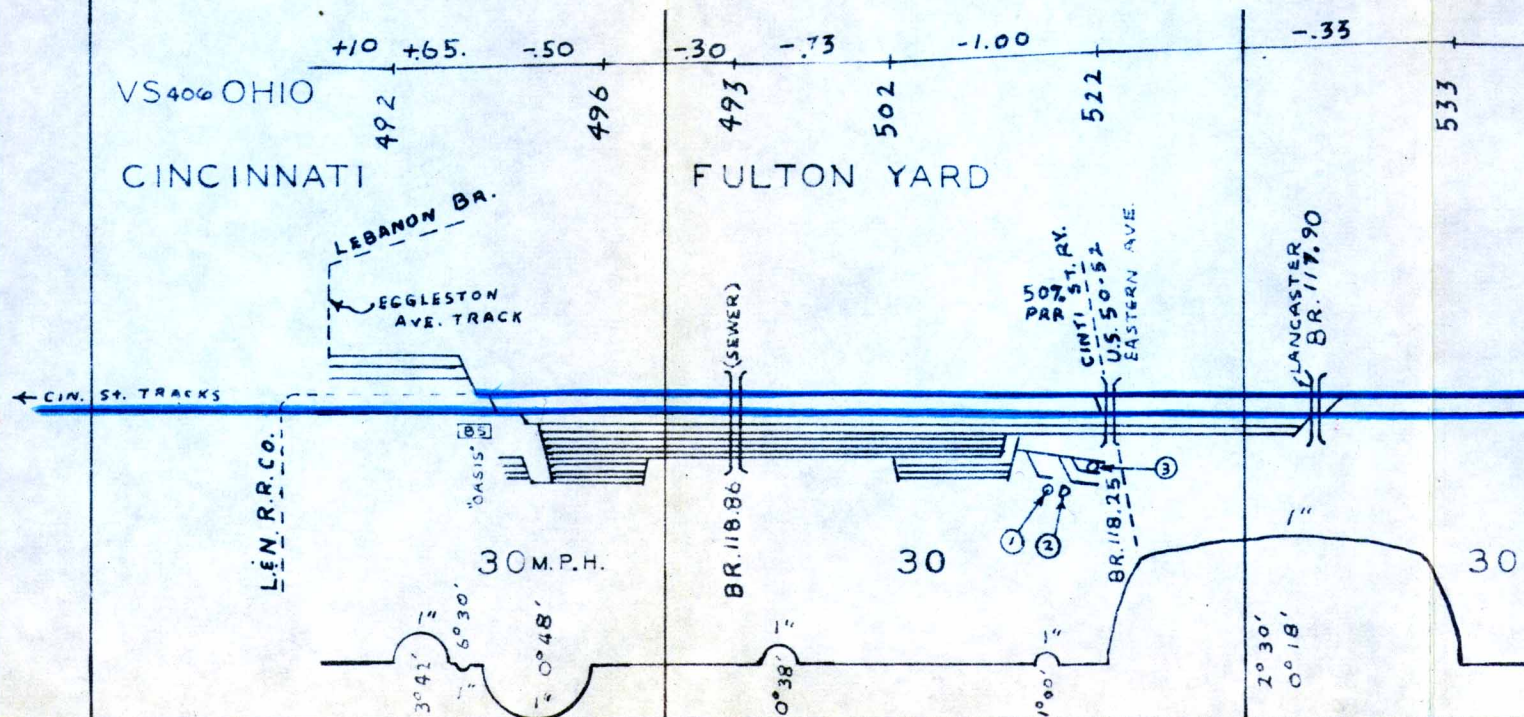 +10 +.65. -.50 -.30 -.73 -1.00 -.33
VS406 OHIO
492
496
493
502
522
533
CINCINNATI
FULTON YARD
LEBANON BR.
EGGLESTON
AVE. TRACK
(SEWER)
50%
PRR
CINTI ST. RY.
U.S. 50-52
EASTERN AVE.
LANCASTER
BR. 117.90
CIN. St. TRACKS
BS
"OASIS"
L.&N. R.R. CO.
3
1
2
BR. 118.86
BR. 118.25
30 M.P.H.
30
1"
30
3° 42'
1"
6° 30'
1"
0° 48'
1"
0° 38'
1"
1° 00'
1"
2° 30'
0° 18'